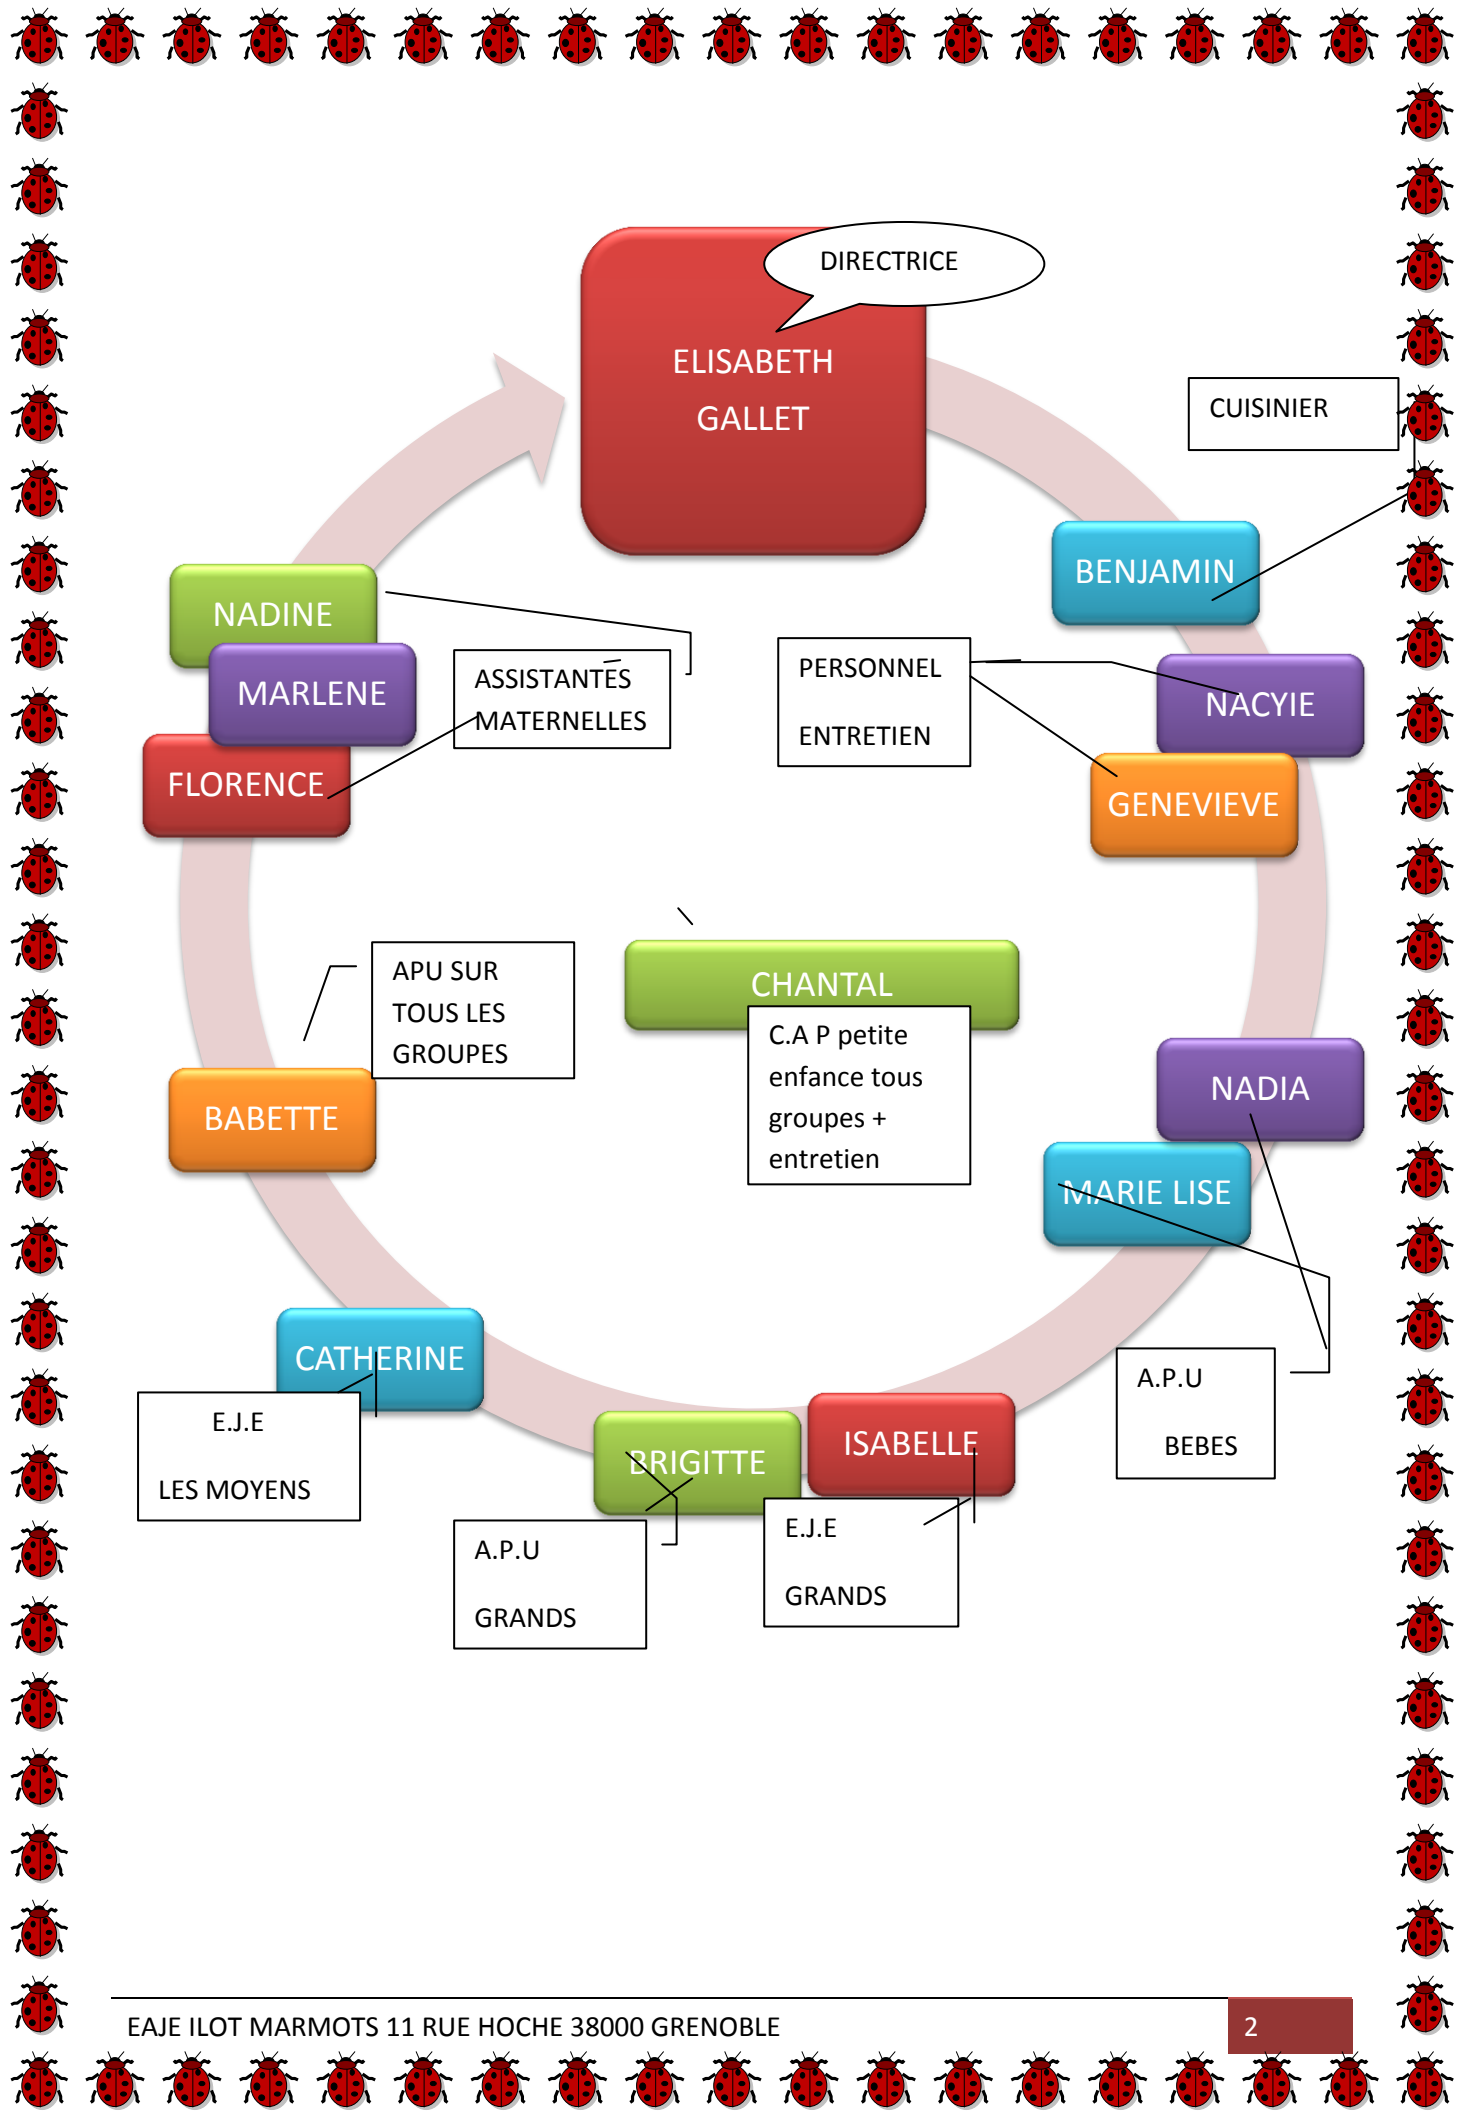 DIRECTRICE
ELISABETH
GALLET
CUISINIER
BENJAMIN
NADINE
MARLENE
FLORENCE
ASSISTANTES
MATERNELLES
PERSONNEL
ENTRETIEN
NACYIE
GENEVIEVE
APU SUR
TOUS LES
GROUPES
CHANTAL
C.A P petite
enfance tous
groupes +
entretien
BABETTE
NADIA
MARIE LISE
CATHERINE
E.J.E
LES MOYENS
BRIGITTE
A.P.U
GRANDS
ISABELLE
E.J.E
GRANDS
A.P.U
BEBES
EAJE ILOT MARMOTS 11 RUE HOCHE 38000 GRENOBLE
2